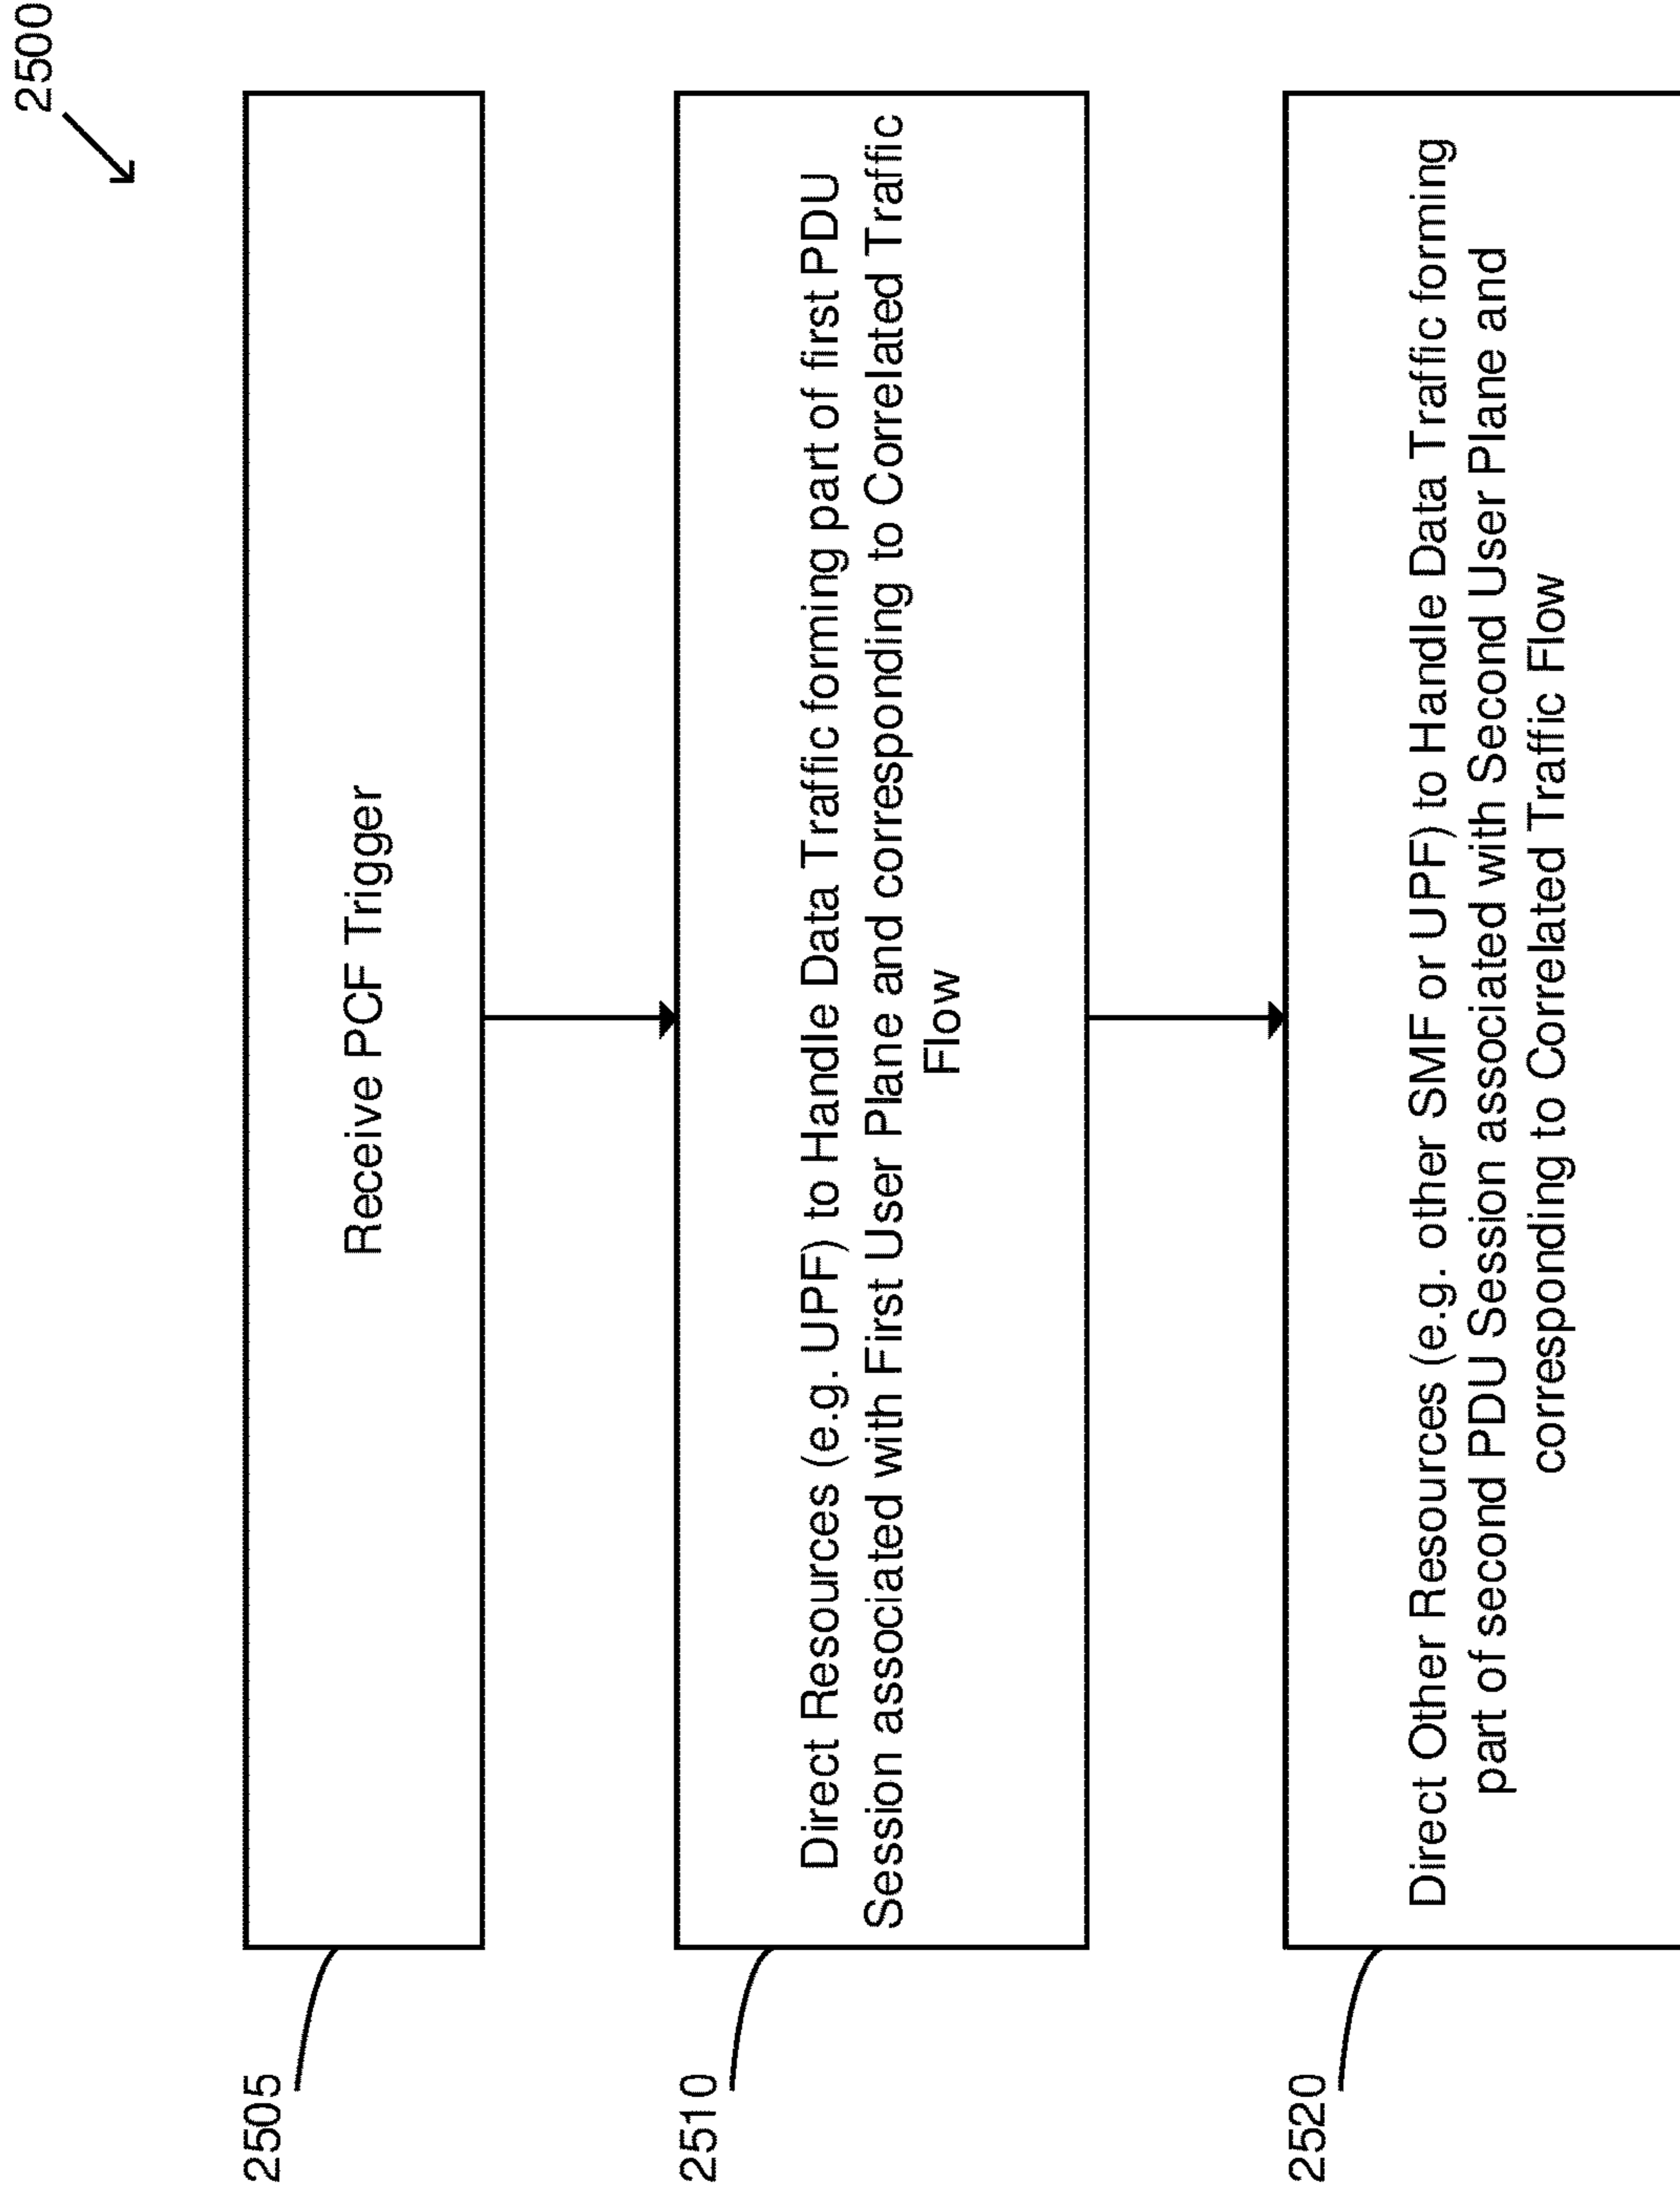 2500
2505
Receive PCF Trigger
2510
Direct Resources (e.g. UPF) to Handle Data Traffic forming part of first PDU
Session associated with First User Plane and corresponding to Correlated Traffic
Flow
2520
Direct Other Resources (e.g. other SMF or UPF) to Handle Data Traffic forming
part of second PDU Session associated with Second User Plane and
corresponding to Correlated Traffic Flow